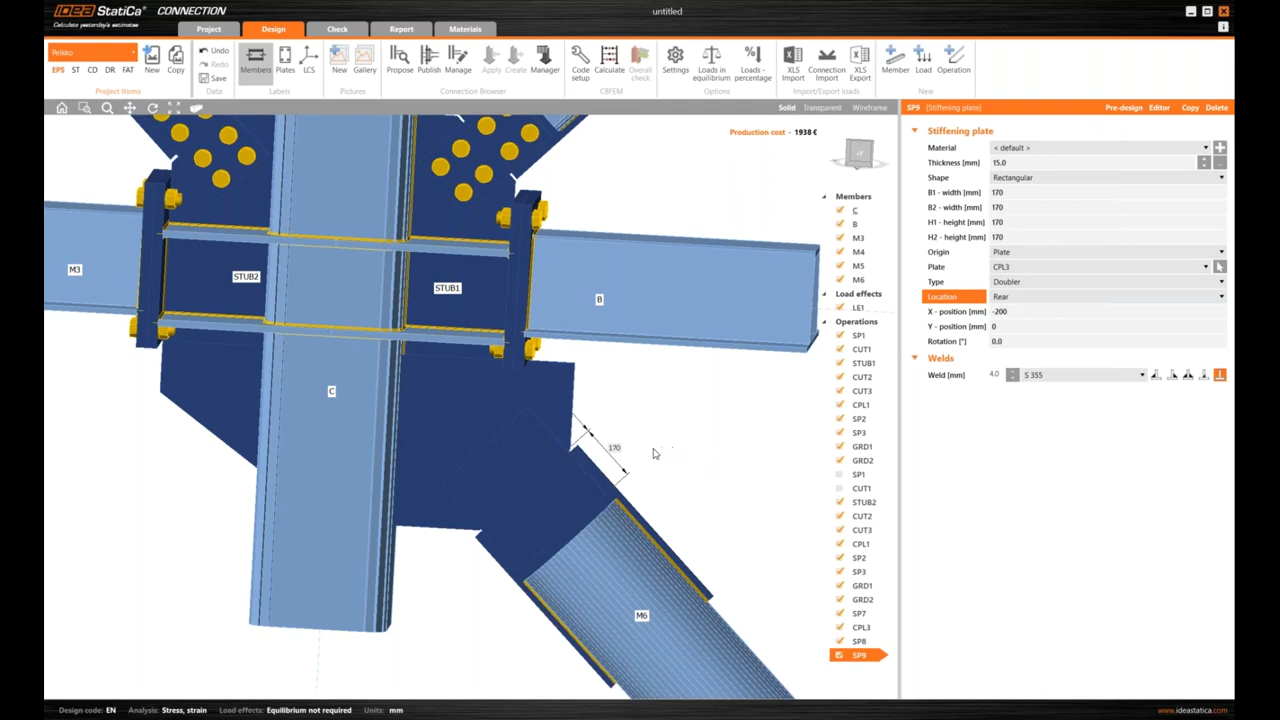 IDEA StatiCa® CONNECTION
Calculate yesterday's estimates
untitled
Project Design Check Report Materials
Peikko
EPS ST CD DR FAT
New Copy
Project Items
Undo
Redo
Save
Data
Members Plates LCS
Labels
New Gallery
Pictures
Propose Publish Manage Apply Create Manager
Connection Browser
Code setup Calculate Overall check
CBFEM
Settings Loads in equilibrium Loads - percentage
Options
XLS Import Connection Import XLS Export
Import/Export loads
Member Load Operation
New
Solid Transparent Wireframe
Production cost - 1938 €
M3
STUB2
STUB1
B
C
170
M6
Members
C
B
M3
M4
M5
M6
Load effects
LE1
Operations
SP1
CUT1
STUB1
CUT2
CUT3
CPL1
SP2
SP3
GRD1
GRD2
SP1
CUT1
STUB2
CUT2
CUT3
CPL1
SP2
SP3
GRD1
GRD2
SP7
CPL3
SP8
SP9
SP9 [Stiffening plate] Pre-design Editor Copy Delete
Stiffening plate
Material < default >
Thickness [mm] 15.0
Shape Rectangular
B1 - width [mm] 170
B2 - width [mm] 170
H1 - height [mm] 170
H2 - height [mm] 170
Origin Plate
Plate CPL3
Type Doubler
Location Rear
X - position [mm] -200
Y - position [mm] 0
Rotation [°] 0.0
Welds
Weld [mm] 4.0 S 355
Design code: EN Analysis: Stress, strain Load effects: Equilibrium not required Units: mm
www.ideastatica.com